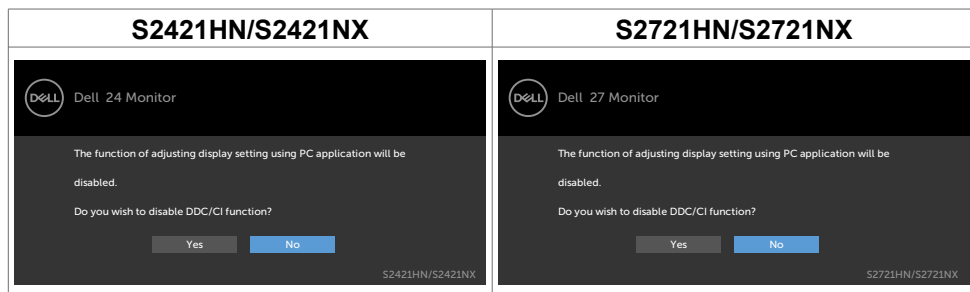 S2421HN/S2421NX
S2721HN/S2721NX
DELL
Dell 24 Monitor
The function of adjusting display setting using PC application will be
disabled.
Do you wish to disable DDC/CI function?
Yes
No
S2421HN/S2421NX
DELL
Dell 27 Monitor
The function of adjusting display setting using PC application will be
disabled.
Do you wish to disable DDC/CI function?
Yes
No
S2721HN/S2721NX